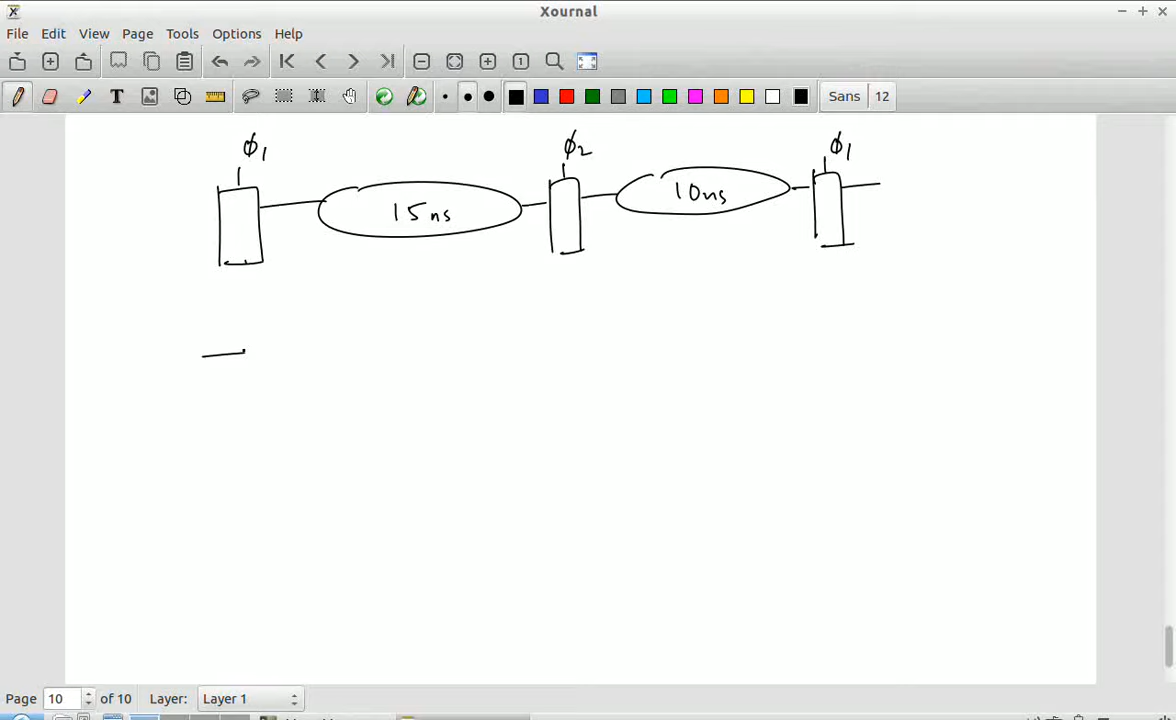 Xournal
File Edit View Page Tools Options Help
T Sans 12
ϕ1 ϕ2 ϕ1
15ns 10ns
Page 10 of 10 Layer: Layer 1